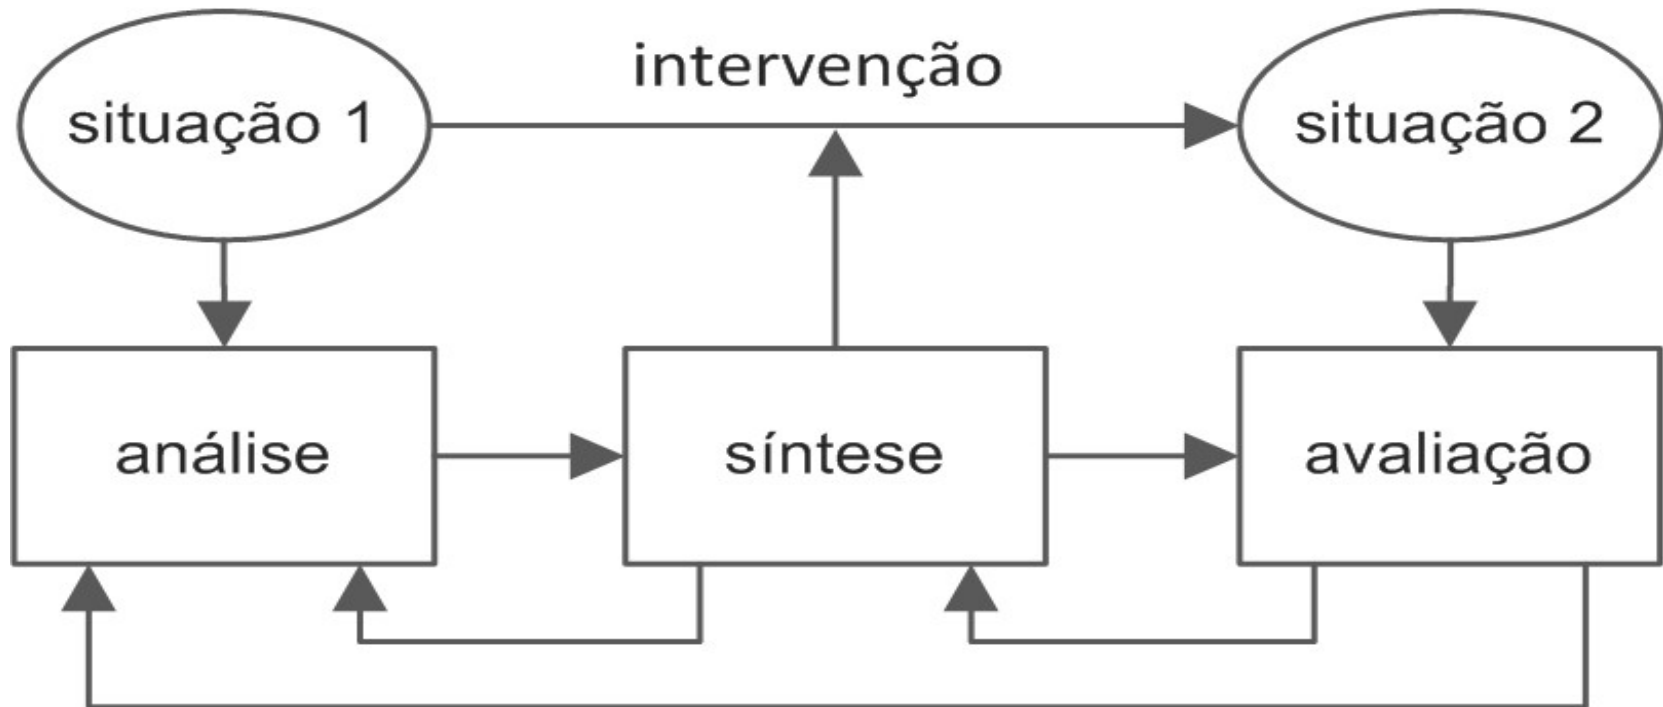 intervenção
situação 1
situação 2
análise
síntese
avaliação